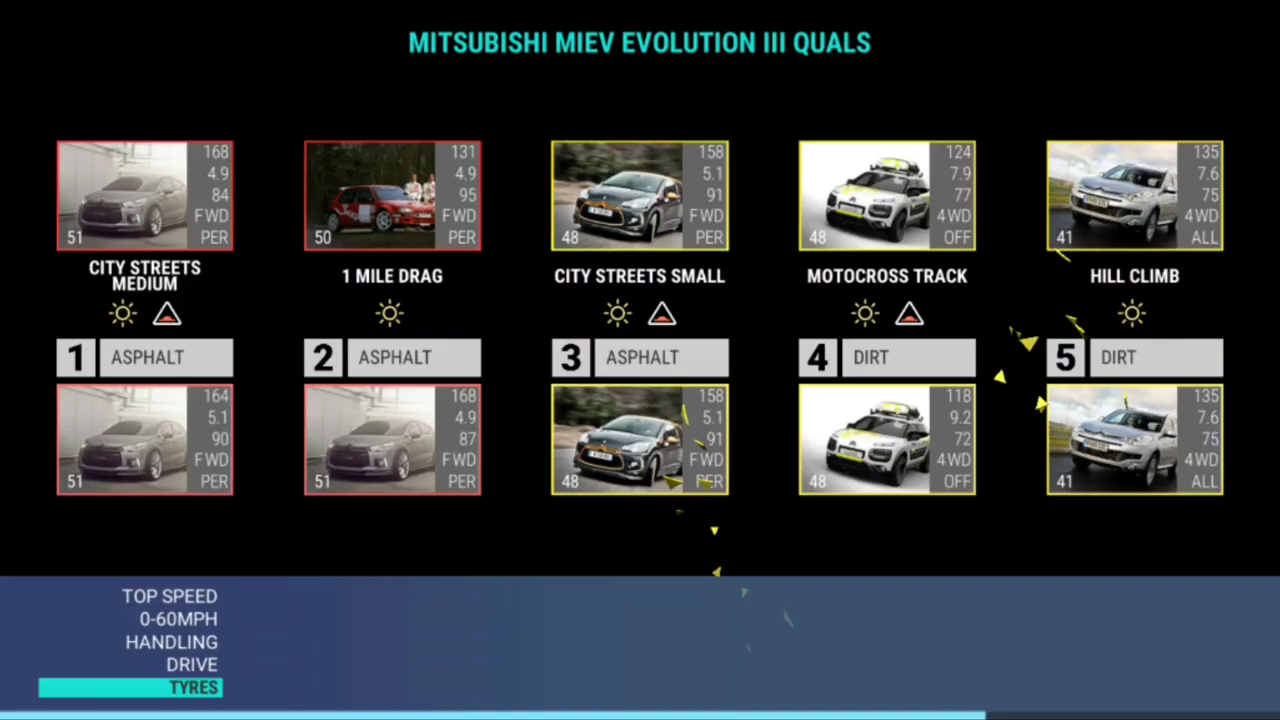 MITSUBISHI MIEV EVOLUTION III QUALS
168
4.9
84
FWD
51 PER
131
4.9
95
FWD
50 PER
158
5.1
91
FWD
48 PER
124
7.9
77
4WD
48 OFF
135
7.6
75
4WD
41 ALL
CITY STREETS
MEDIUM
1 MILE DRAG
CITY STREETS SMALL
MOTOCROSS TRACK
HILL CLIMB
1 ASPHALT
2 ASPHALT
3 ASPHALT
4 DIRT
5 DIRT
164
5.1
90
FWD
51 PER
168
4.9
87
FWD
51 PER
158
5.1
91
FWD
48 PER
118
9.2
72
4WD
48 OFF
135
7.6
75
4WD
41 ALL
TOP SPEED
0-60MPH
HANDLING
DRIVE
TYRES